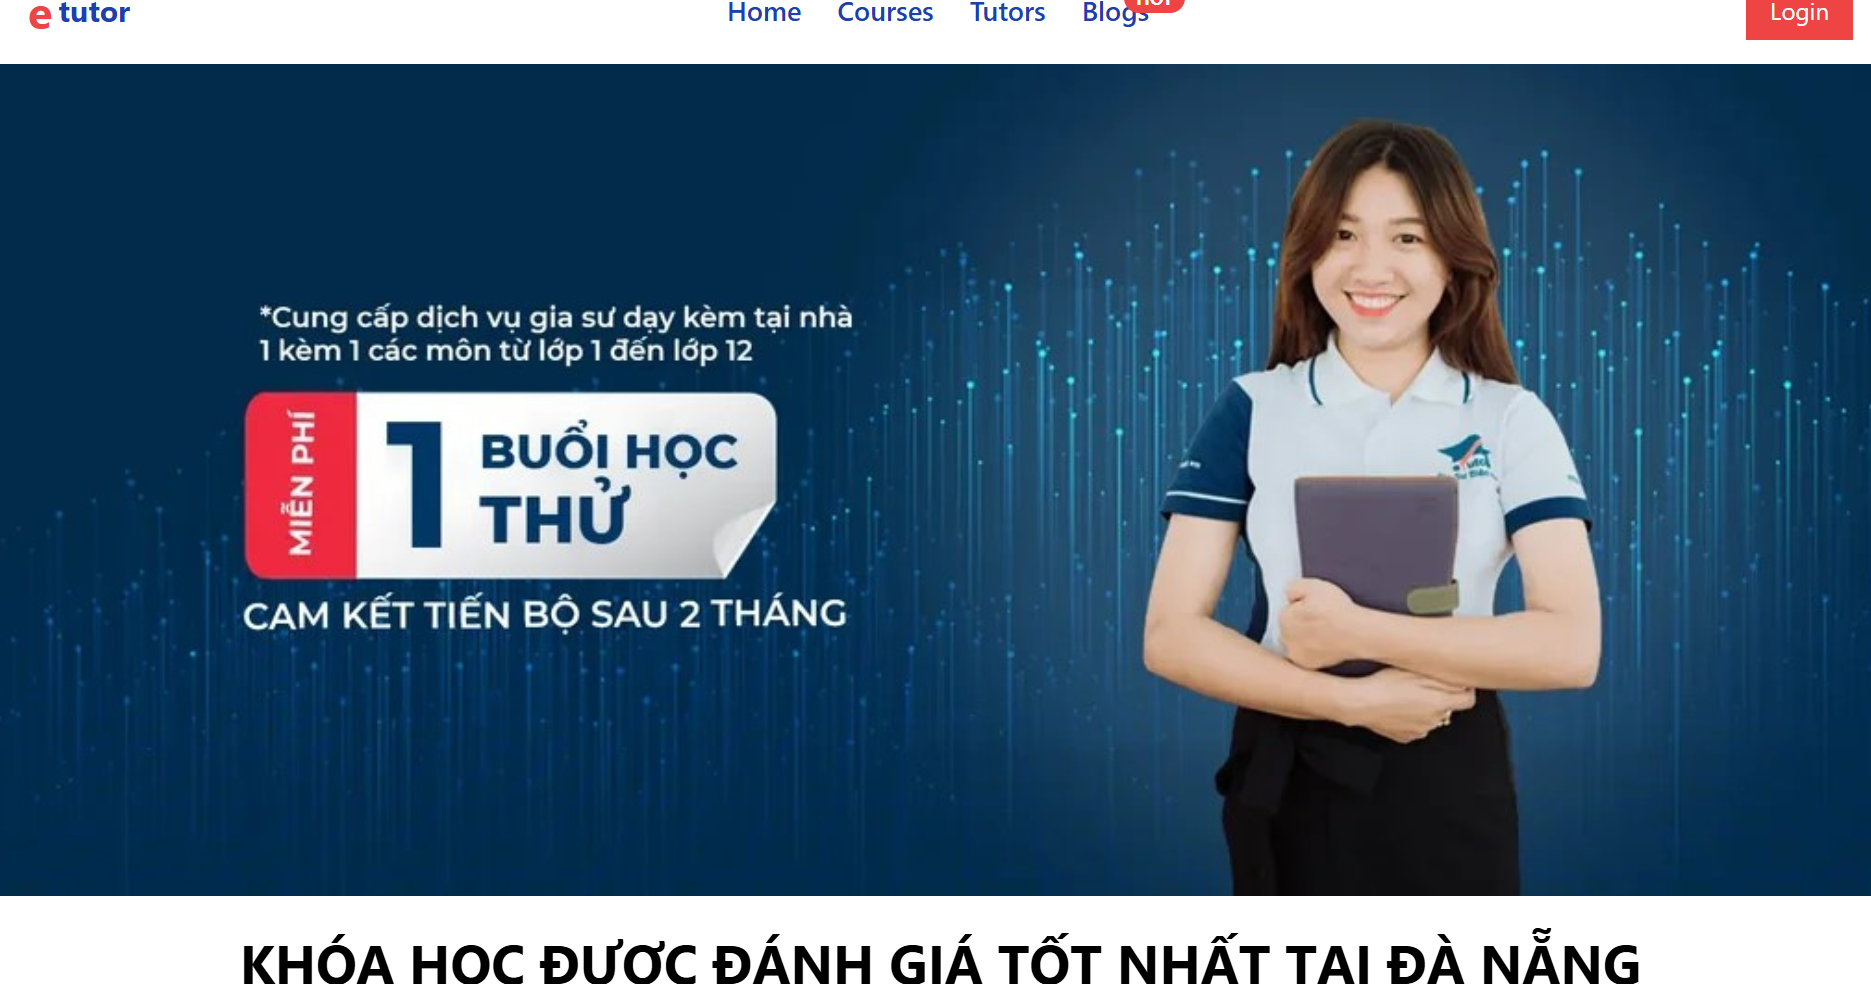 e tutor
Home Courses Tutors Blogs
Login
*Cung cấp dịch vụ gia sư dạy kèm tại nhà
1 kèm 1 các môn từ lớp 1 đến lớp 12
MIỄN PHÍ
1 BUỔI HỌC
THỬ
CAM KẾT TIẾN BỘ SAU 2 THÁNG
KHÓA HỌC ĐƯỢC ĐÁNH GIÁ TỐT NHẤT TẠI ĐÀ NẴNG